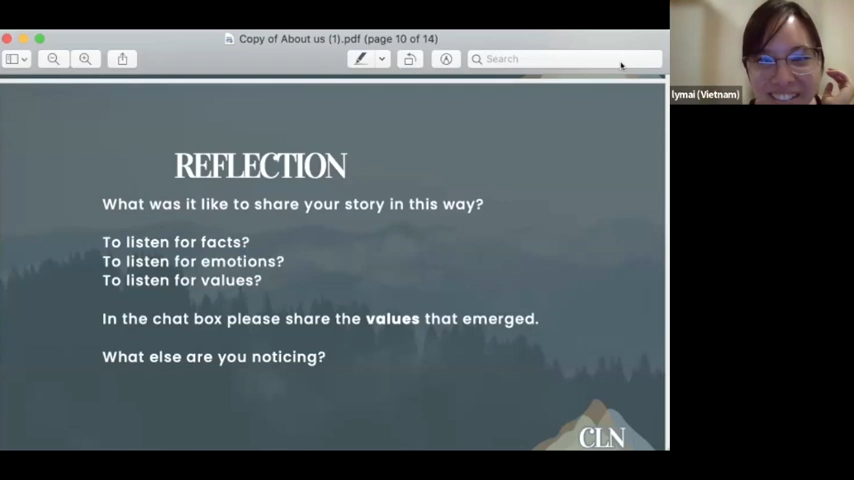 Copy of About us (1).pdf (page 10 of 14)
Search
lymai (Vietnam)
REFLECTION
What was it like to share your story in this way?
To listen for facts?
To listen for emotions?
To listen for values?
In the chat box please share the values that emerged.
What else are you noticing?
CLN